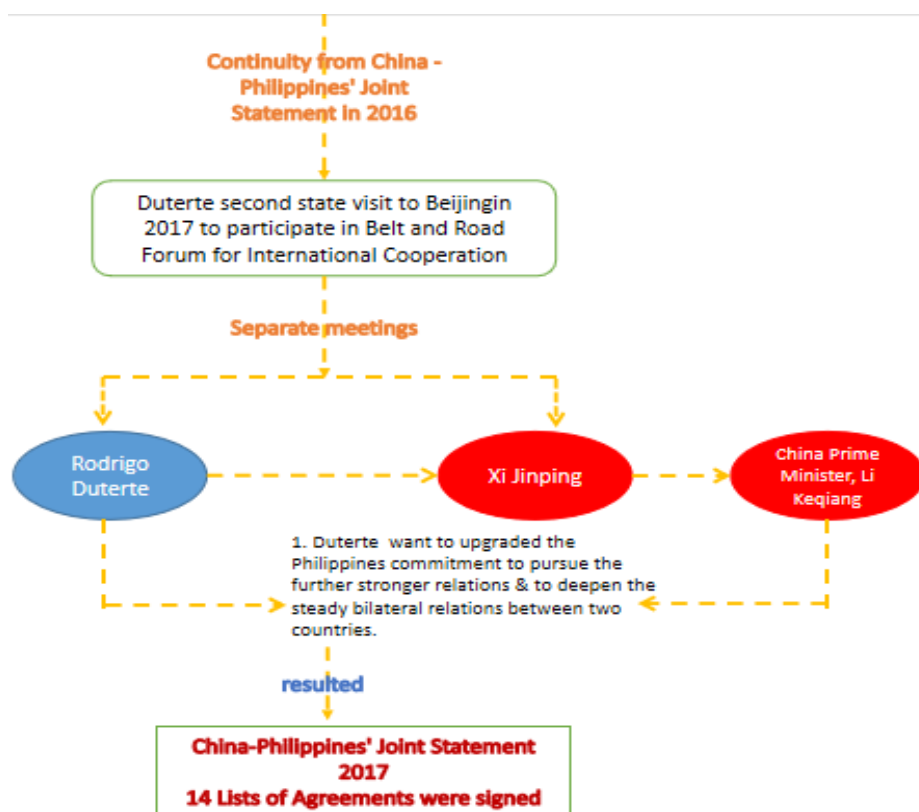 Continuity from China -
Philippines' Joint
Statement in 2016
Duterte second state visit to Beijingin
2017 to participate in Belt and Road
Forum for International Cooperation
Separate meetings
Rodrigo
Duterte
Xi Jinping
China Prime
Minister, Li
Keqiang
1. Duterte want to upgraded the
Philippines commitment to pursue the
further stronger relations & to deepen the
steady bilateral relations between two
countries.
resulted
China-Philippines' Joint Statement
2017
14 Lists of Agreements were signed